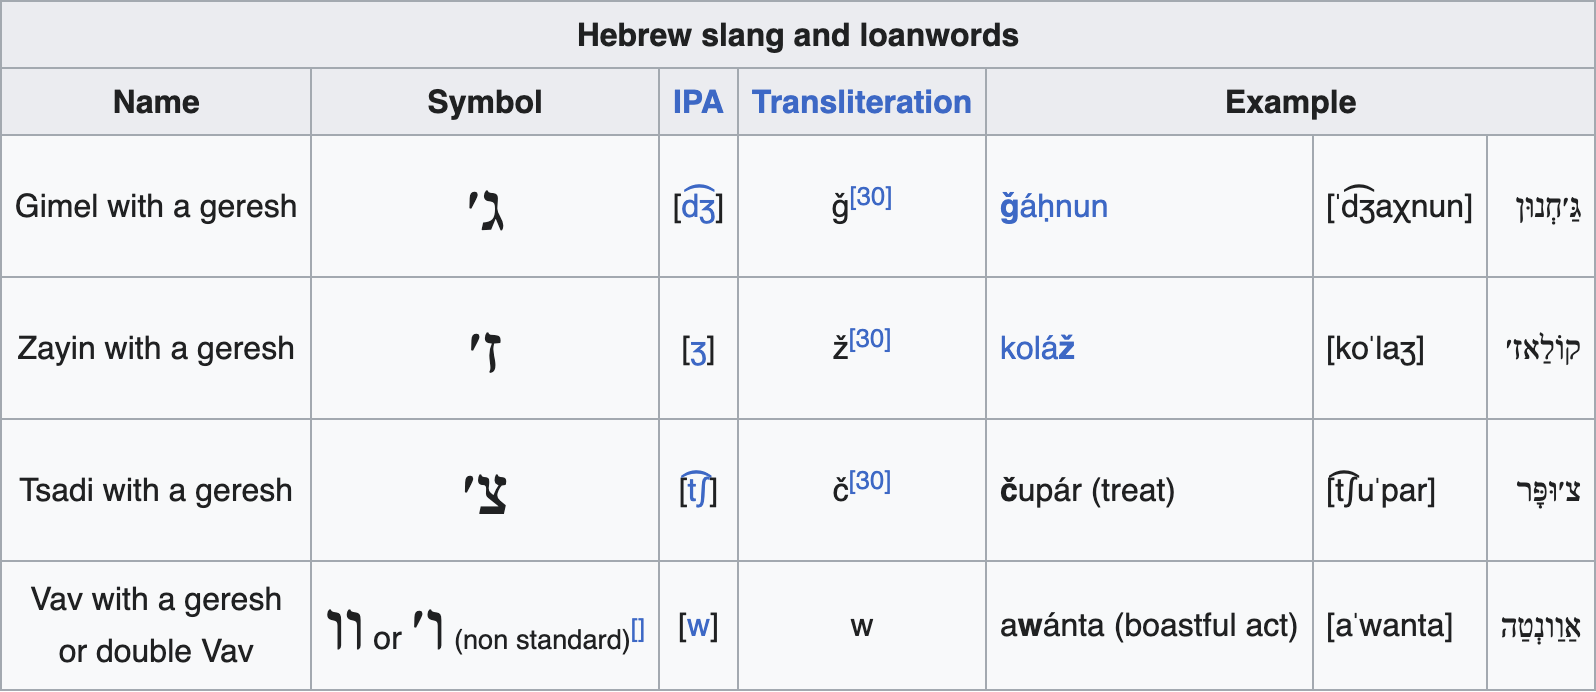 Hebrew slang and loanwords
Name Symbol IPA Transliteration Example
Gimel with a geresh ג׳ [d͡ʒ] ǧ[30] ǧáḥnun [ˈd͡ʒaχnun] גַּ׳חְנוּן
Zayin with a geresh ז׳ [ʒ] ž[30] koláž [koˈlaʒ] קוֹלַאז׳
Tsadi with a geresh צ׳ [t͡ʃ] č[30] čupár (treat) [t͡ʃuˈpar] צ׳וּפָּר
Vav with a geresh
or double Vav וו or ו׳ (non standard)[] [w] w awánta (boastful act) [aˈwanta] אַוַּונְטַה